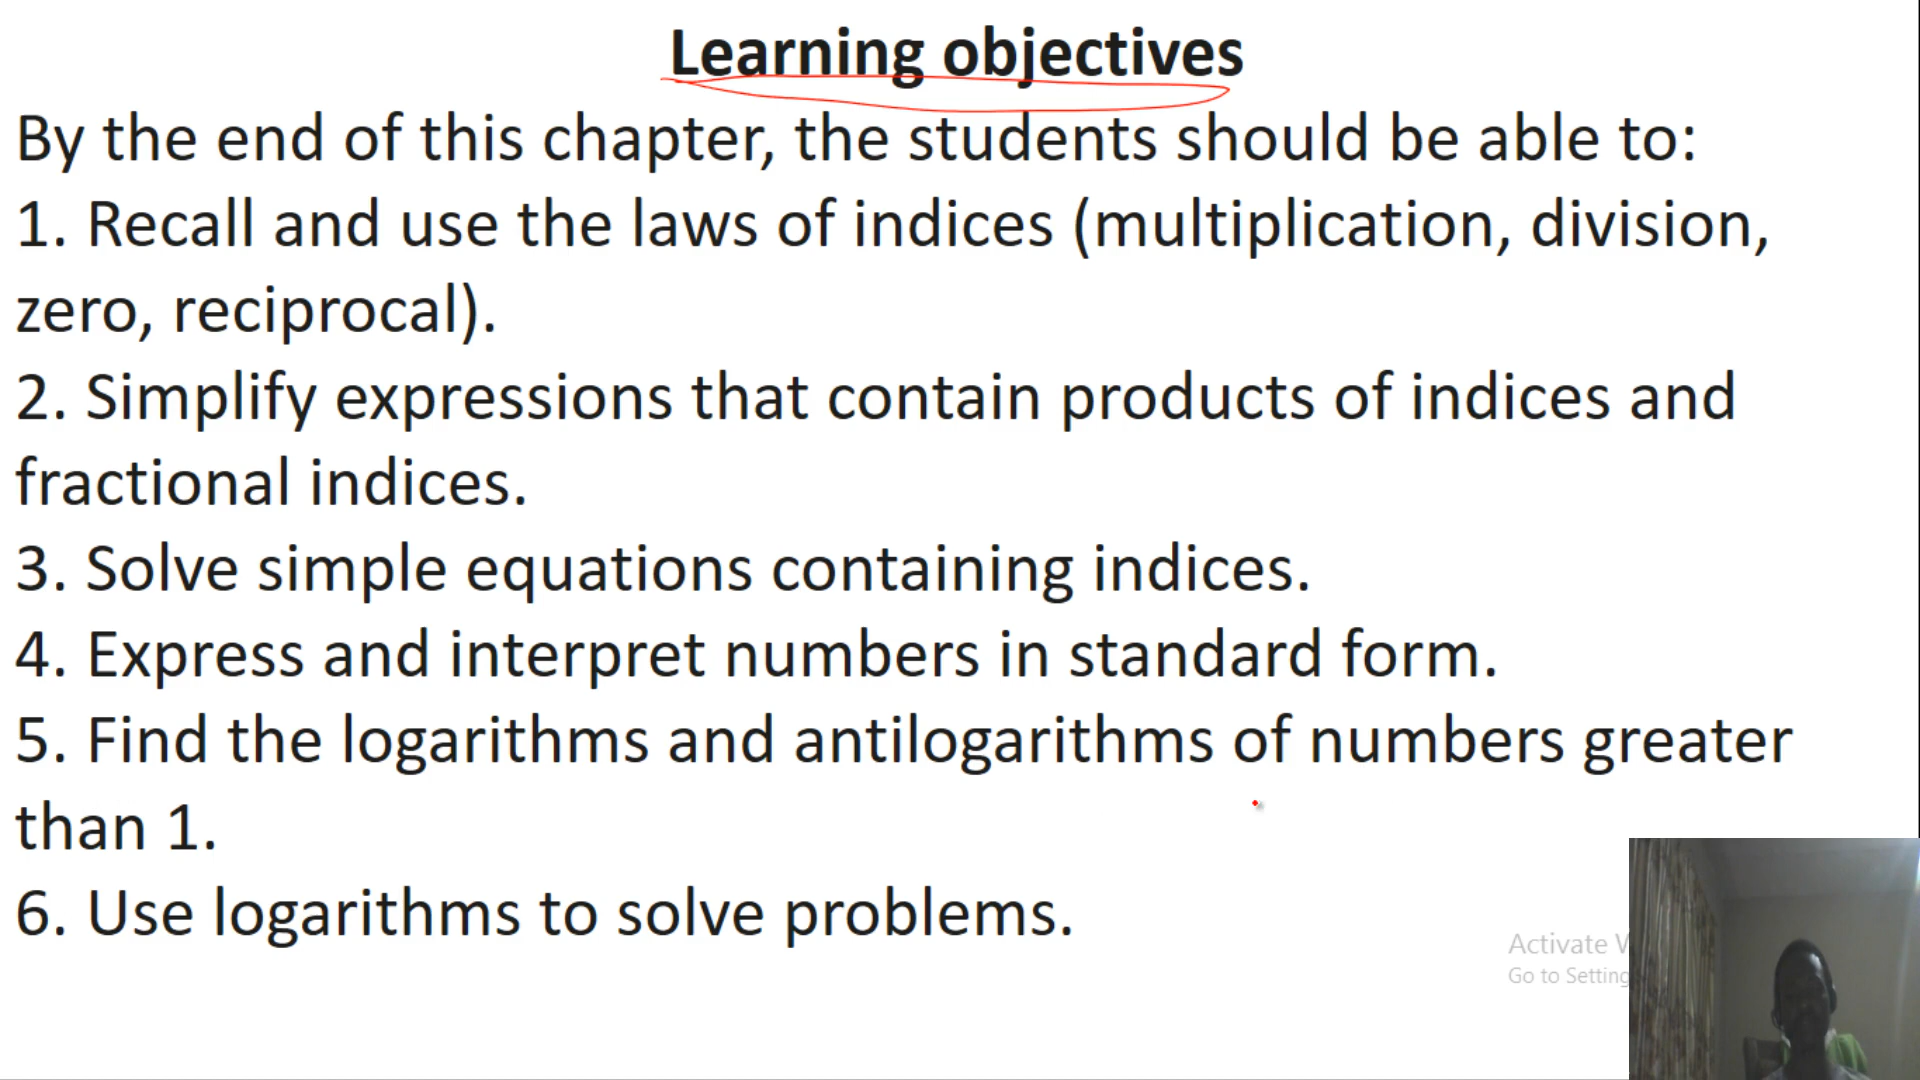 Learning objectives
By the end of this chapter, the students should be able to:
1. Recall and use the laws of indices (multiplication, division,
zero, reciprocal).
2. Simplify expressions that contain products of indices and
fractional indices.
3. Solve simple equations containing indices.
4. Express and interpret numbers in standard form.
5. Find the logarithms and antilogarithms of numbers greater
than 1.
6. Use logarithms to solve problems.
Activate
Go to Setting